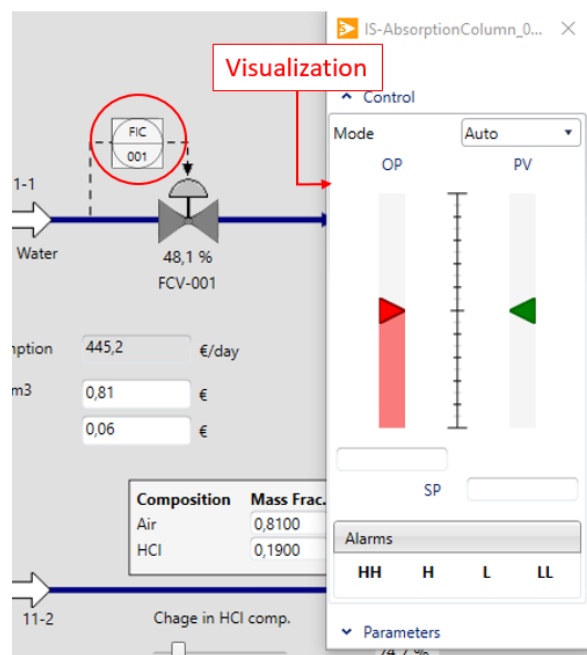 IS-AbsorptionColumn_0...
Visualization
Control
Mode Auto
OP PV
FIC
001
1-1
Water
48,1 %
FCV-001
445,2 €/day
m3 0,81 €
0,06 €
SP
Composition Mass Frac.
Air 0,8100
HCl 0,1900
Alarms
HH H L LL
11-2
Chage in HCl comp.
Parameters